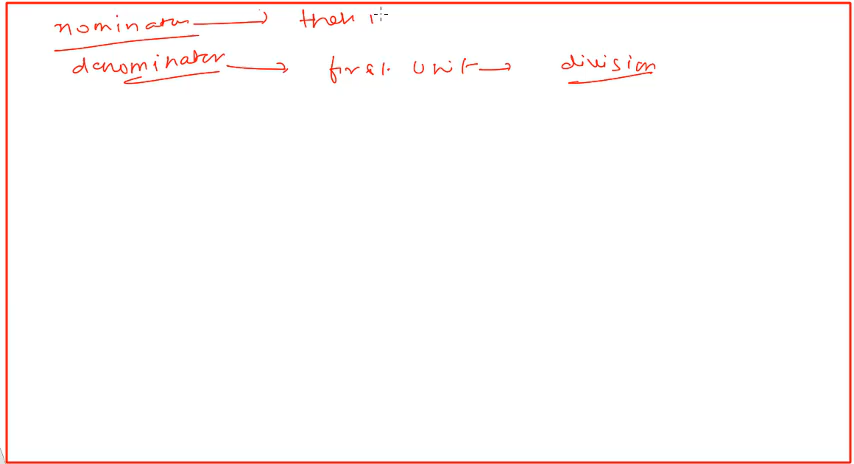 nominator → then
denominator → first unit → division